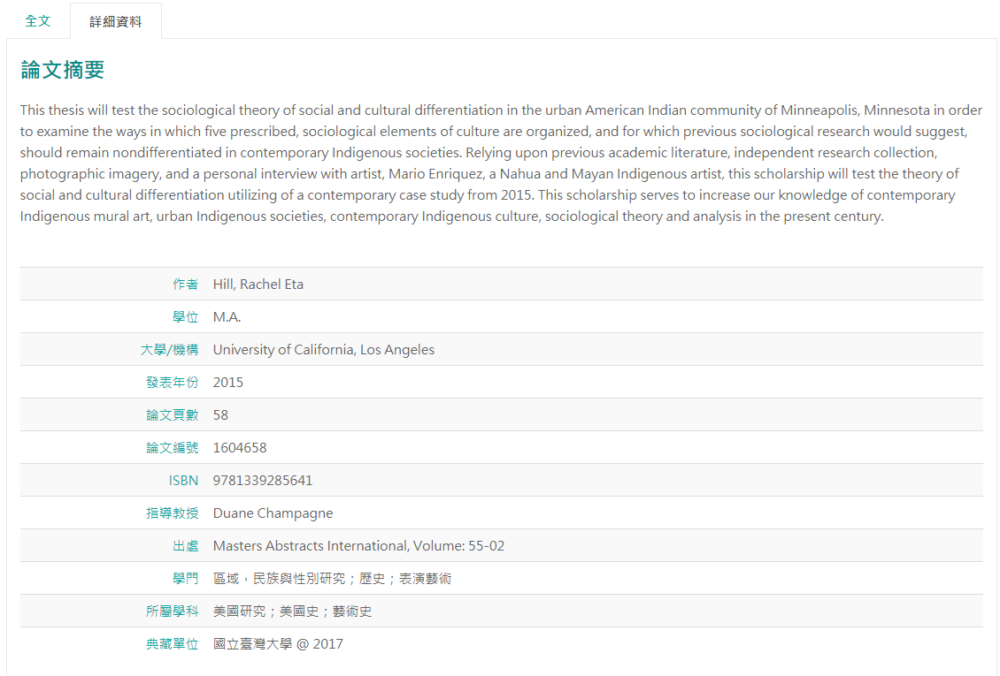 全文 詳細資料
論文摘要
This thesis will test the sociological theory of social and cultural differentiation in the urban American Indian community of Minneapolis, Minnesota in order
to examine the ways in which five prescribed, sociological elements of culture are organized, and for which previous sociological research would suggest,
should remain nondifferentiated in contemporary Indigenous societies. Relying upon previous academic literature, independent research collection,
photographic imagery, and a personal interview with artist, Mario Enriquez, a Nahua and Mayan Indigenous artist, this scholarship will test the theory of
social and cultural differentiation utilizing of a contemporary case study from 2015. This scholarship serves to increase our knowledge of contemporary
Indigenous mural art, urban Indigenous societies, contemporary Indigenous culture, sociological theory and analysis in the present century.
作者 Hill, Rachel Eta
學位 M.A.
大學/機構 University of California, Los Angeles
發表年份 2015
論文頁數 58
論文編號 1604658
ISBN 9781339285641
指導教授 Duane Champagne
出處 Masters Abstracts International, Volume: 55-02
學門 區域，民族與性別研究；歷史；表演藝術
所屬學科 美國研究；美國史；藝術史
典藏單位 國立臺灣大學 @ 2017